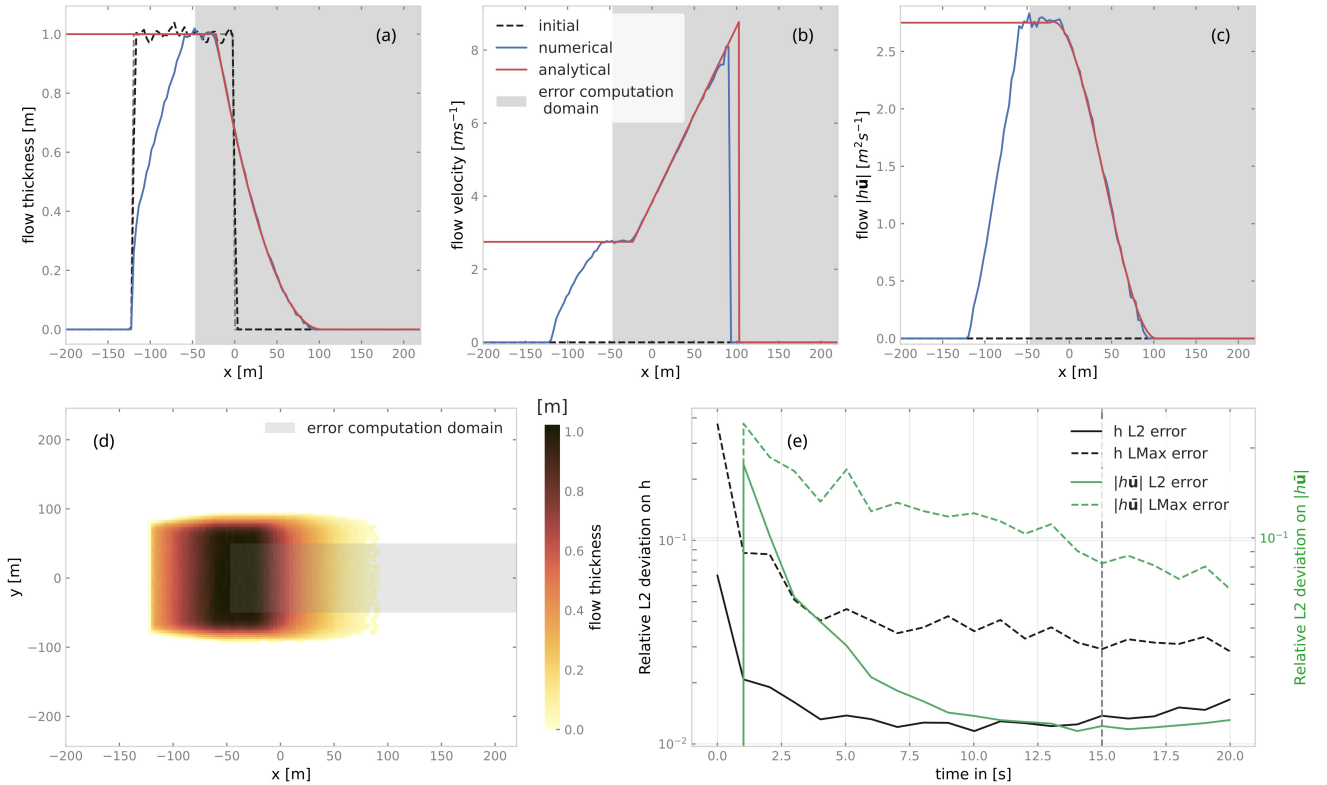 (a)
flow thickness [m]
1.0
0.8
0.6
0.4
0.2
0.0
−200 −150 −100 −50 0 50 100 150 200
x [m]
(b)
initial
numerical
analytical
error computation
domain
flow velocity [ms⁻¹]
8
6
4
2
0
−200 −150 −100 −50 0 50 100 150 200
x [m]
(c)
flow |hū| [m²s⁻¹]
2.5
2.0
1.5
1.0
0.5
0.0
−200 −150 −100 −50 0 50 100 150 200
x [m]
(d)
error computation domain
y [m]
200
100
0
−100
−200
−200 −150 −100 −50 0 50 100 150 200
x [m]
[m]
1.0
0.8
0.6
0.4
0.2
0.0
flow thickness
(e)
h L2 error
h LMax error
|hū| L2 error
|hū| LMax error
Relative L2 deviation on h
10⁻¹
10⁻²
0.0 2.5 5.0 7.5 10.0 12.5 15.0 17.5 20.0
time in [s]
10⁻¹
Relative L2 deviation on |hū|